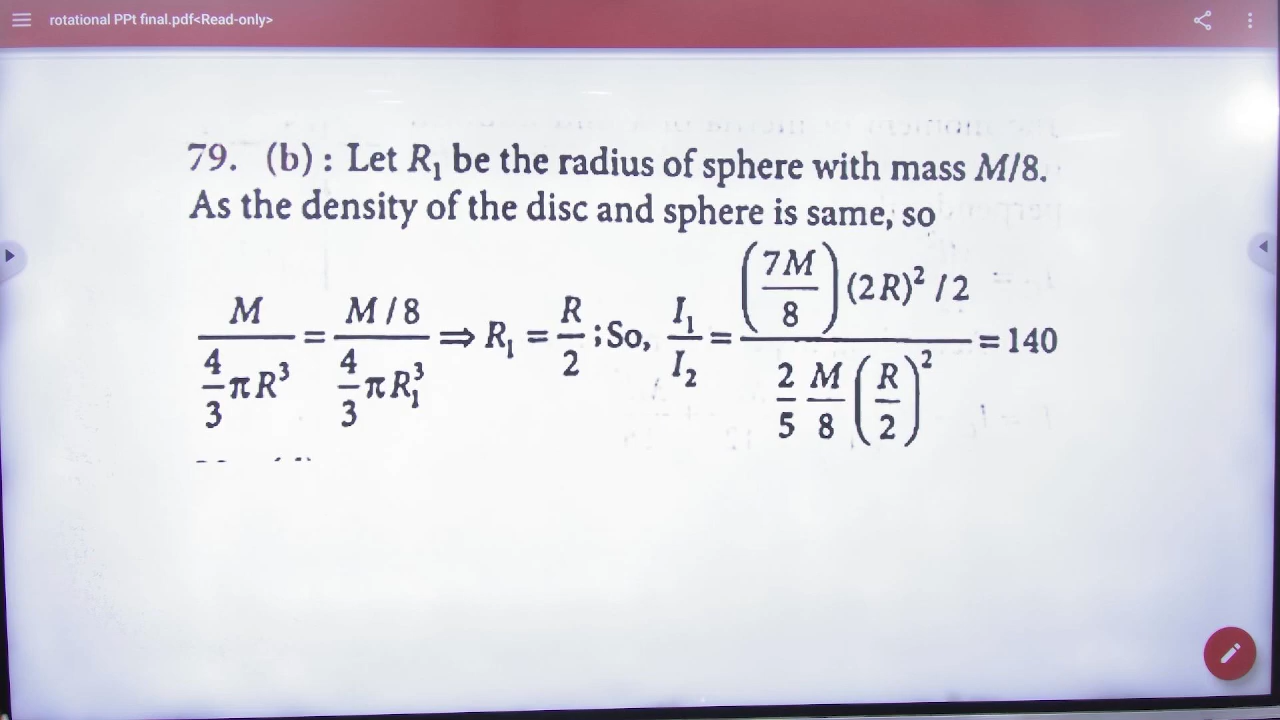 rotational PPt final.pdf<Read-only>
79. (b) : Let R₁ be the radius of sphere with mass M/8.
As the density of the disc and sphere is same, so
M / (4/3 πR³) = (M/8) / (4/3 πR₁³) ⇒ R₁ = R/2 ; So, I₁/I₂ = ((7M/8) (2R)² / 2) / (2/5 M/8 (R/2)²) = 140